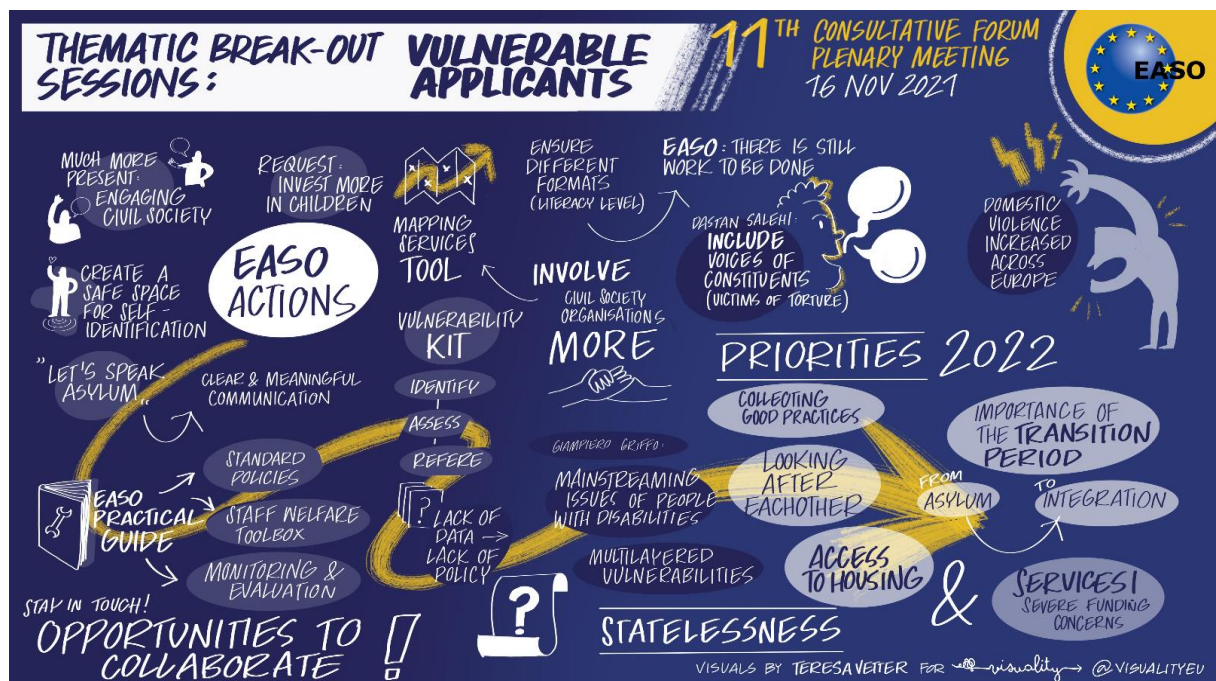 THEMATIC BREAK-OUT
SESSIONS:
VULNERABLE
APPLICANTS
11TH CONSULTATIVE FORUM
PLENARY MEETING
16 NOV 2021
EASO
MUCH MORE
PRESENT:
ENGAGING
CIVIL SOCIETY
REQUEST:
INVEST MORE
IN CHILDREN
EASO
ACTIONS
CREATE A
SAFE SPACE
FOR SELF-
IDENTIFICATION
"LET'S SPEAK
ASYLUM"
CLEAR & MEANINGFUL
COMMUNICATION
EASO
PRACTICAL
GUIDE
STANDARD
POLICIES
STAFF WELFARE
TOOLBOX
MONITORING &
EVALUATION
STAY IN TOUCH!
OPPORTUNITIES TO
COLLABORATE!
MAPPING
SERVICES
TOOL
VULNERABILITY
KIT
IDENTIFY
ASSESS
REFERE
?
LACK OF
DATA →
LACK OF
POLICY
?
ENSURE
DIFFERENT
FORMATS
(LITERACY LEVEL)
EASO: THERE IS STILL
WORK TO BE DONE
INVOLVE
CIVIL SOCIETY
ORGANISATIONS
MORE
DASTAN SALEHI:
INCLUDE
VOICES OF
CONSTITUENTS
(VICTIMS OF TORTURE)
DOMESTIC
VIOLENCE
INCREASED
ACROSS
EUROPE
GIAMPIERO GRIFFO:
MAINSTREAMING
ISSUES OF PEOPLE
WITH DISABILITIES
MULTILAYERED
VULNERABILITIES
STATELESSNESS
PRIORITIES 2022
COLLECTING
GOOD PRACTICES
LOOKING
AFTER
EACHOTHER
ACCESS
TO HOUSING
IMPORTANCE OF
THE TRANSITION
PERIOD
FROM
ASYLUM
TO
INTEGRATION
&
SERVICES!
SEVERE FUNDING
CONCERNS
VISUALS BY TERESA VETTER FOR visuality @VISUALITYEU